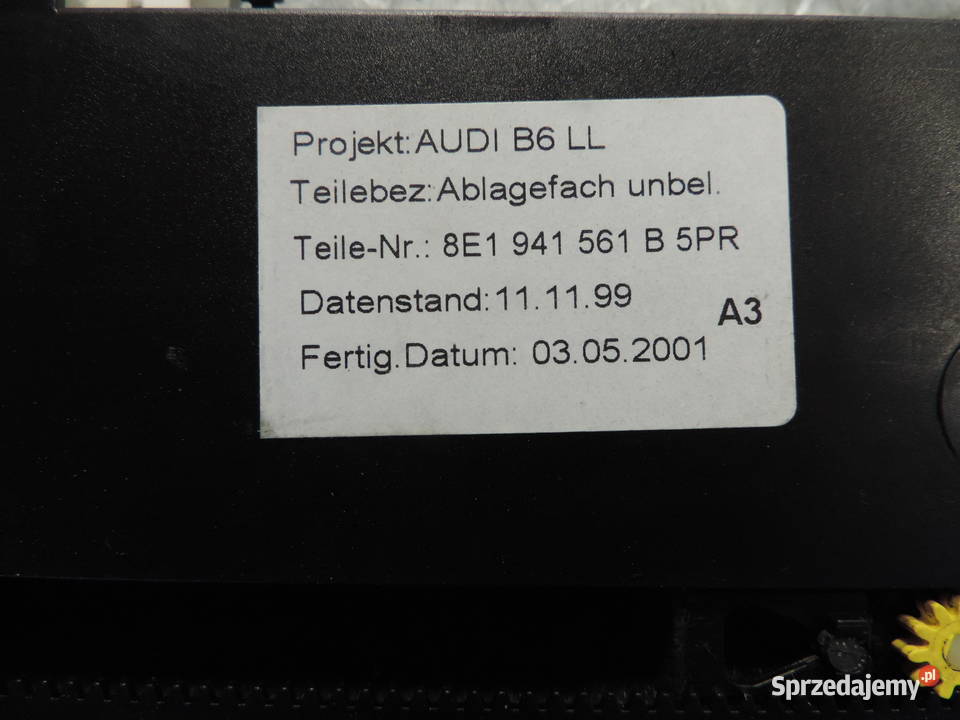 Projekt:AUDI B6 LL
Teilebez:Ablagefach unbel.
Teile-Nr.: 8E1 941 561 B 5PR
Datenstand:11.11.99
A3
Fertig.Datum: 03.05.2001
Sprzedajemy.pl